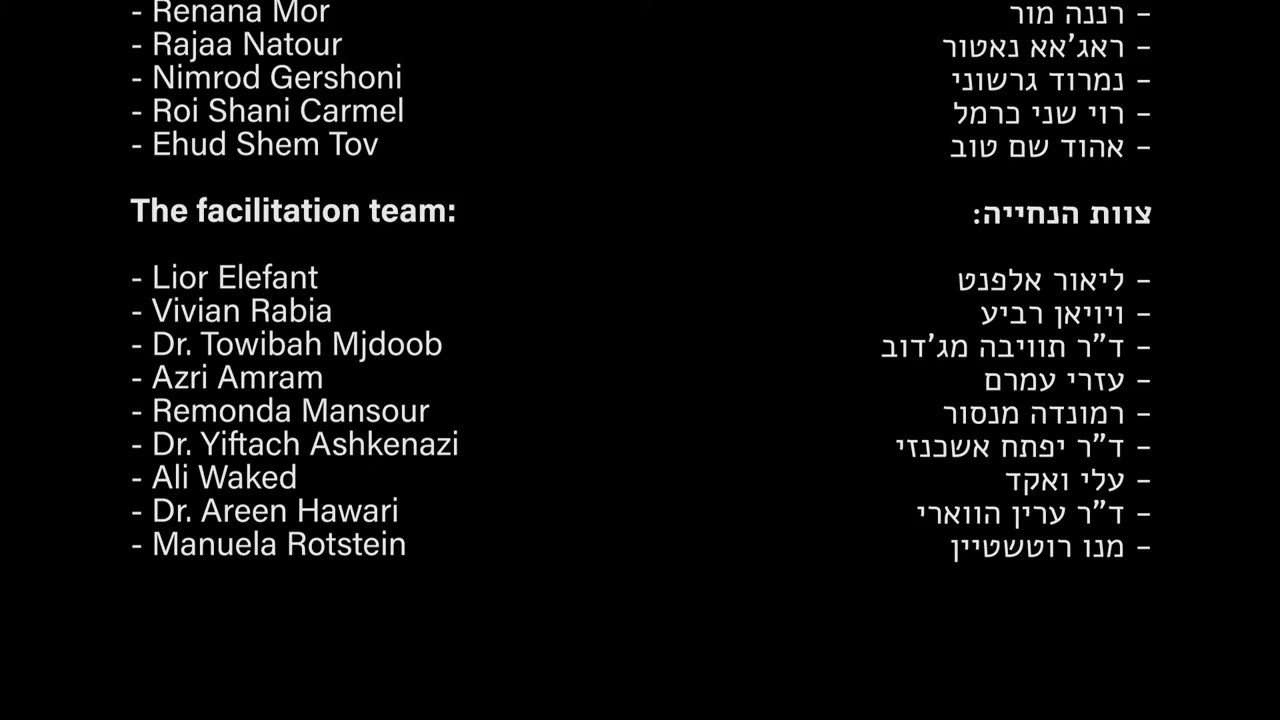 - Renana Mor
- Rajaa Natour
- Nimrod Gershoni
- Roi Shani Carmel
- Ehud Shem Tov
The facilitation team:
- Lior Elefant
- Vivian Rabia
- Dr. Towibah Mjdoob
- Azri Amram
- Remonda Mansour
- Dr. Yiftach Ashkenazi
- Ali Waked
- Dr. Areen Hawari
- Manuela Rotstein
– רננה מור
– ראג’אא נאטור
– נמרוד גרשוני
– רוי שני כרמל
– אהוד שם טוב
צוות הנחייה:
– ליאור אלפנט
– ויויאן רביע
– ד”ר תוויבה מג’דוב
– עזרי עמרם
– רמונדה מנסור
– ד”ר יפתח אשכנזי
– עלי ואקד
– ד”ר ערין הווארי
– מנו רוטשטיין